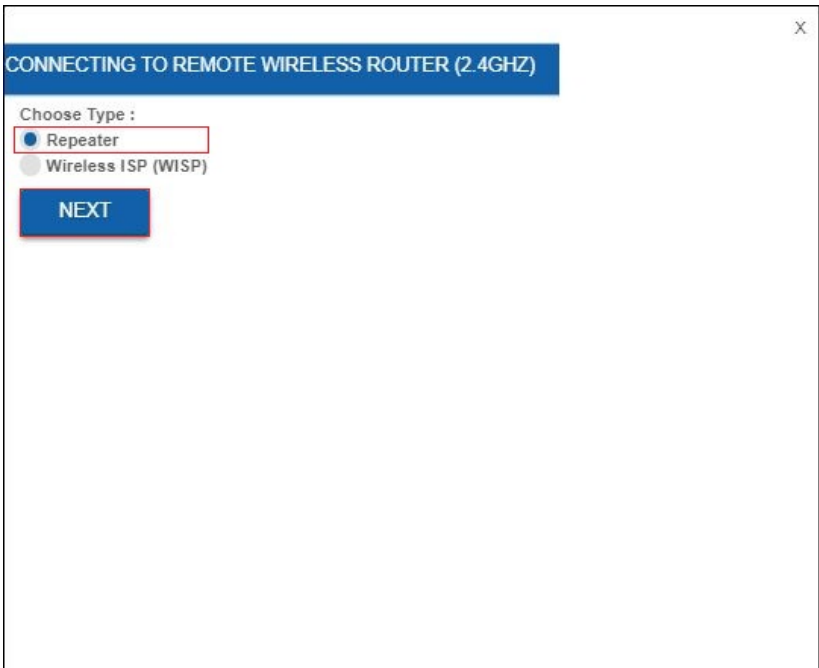 X
CONNECTING TO REMOTE WIRELESS ROUTER (2.4GHZ)
Choose Type :
Repeater
Wireless ISP (WISP)
NEXT